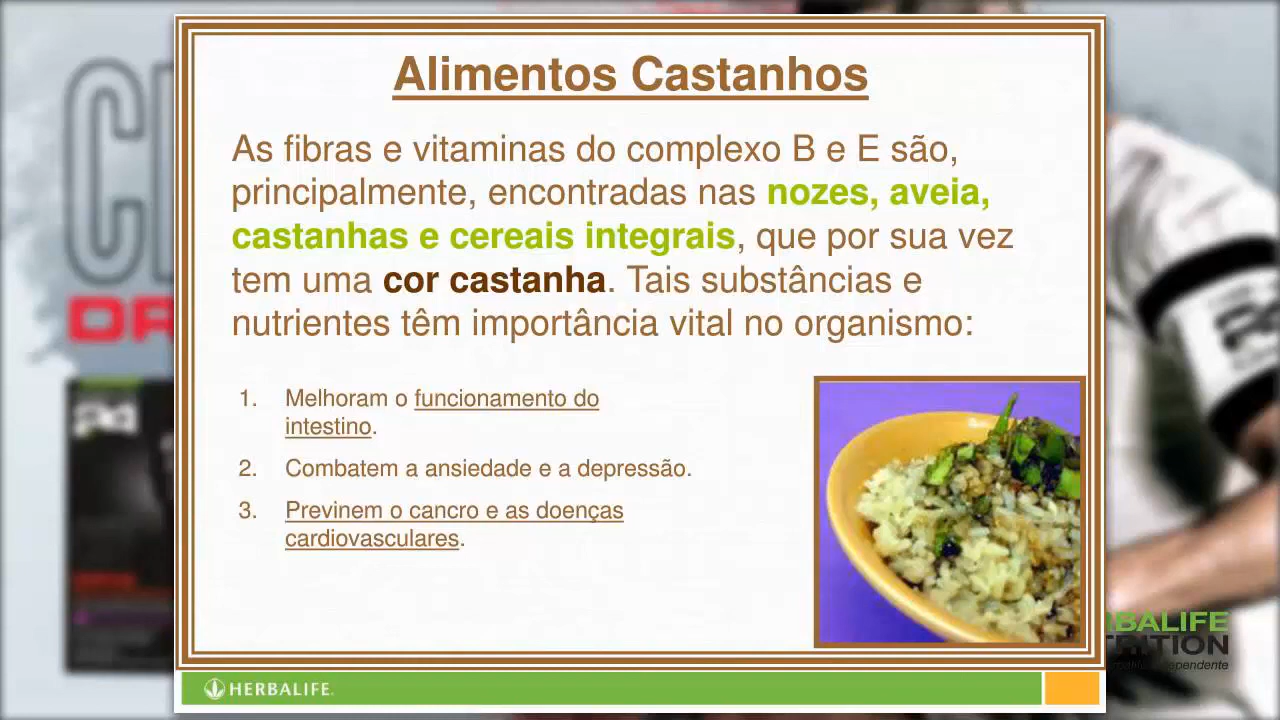 Alimentos Castanhos
As fibras e vitaminas do complexo B e E são,
principalmente, encontradas nas nozes, aveia,
castanhas e cereais integrais, que por sua vez
tem uma cor castanha. Tais substâncias e
nutrientes têm importância vital no organismo:
1. Melhoram o funcionamento do
intestino.
2. Combatem a ansiedade e a depressão.
3. Previnem o cancro e as doenças
cardiovasculares.
HERBALIFE